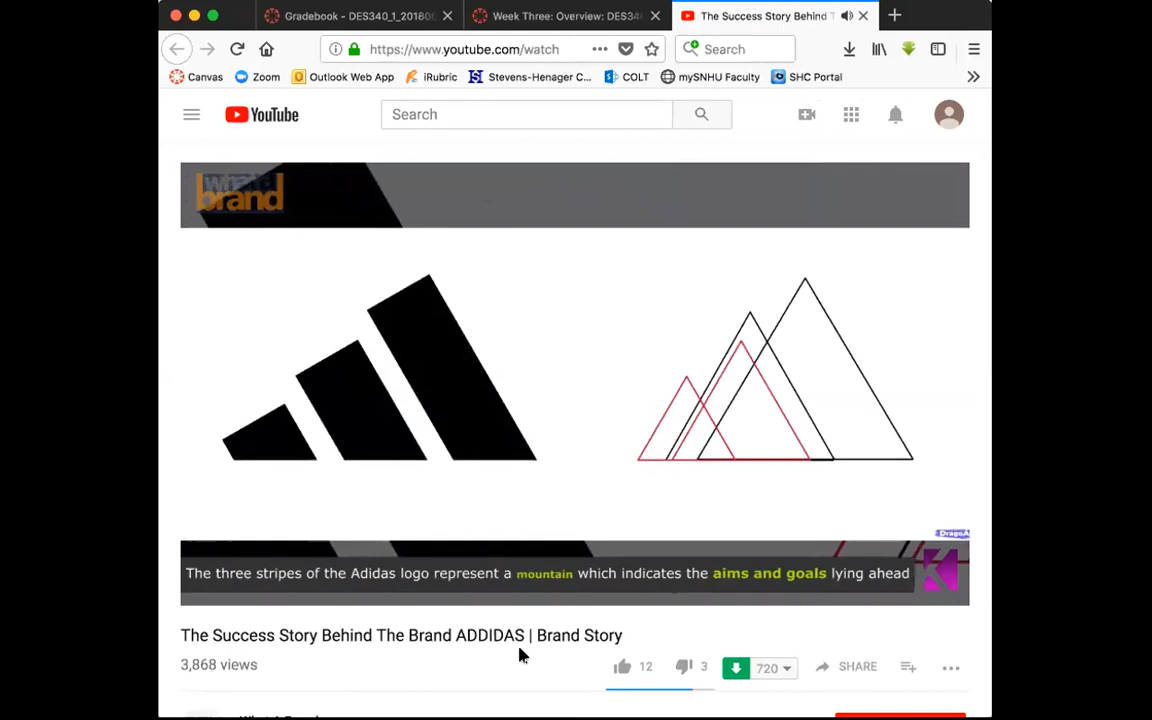 Gradebook - DES340_1_20180
Week Three: Overview: DES34
The Success Story Behind T
https://www.youtube.com/watch
Search
Canvas Zoom Outlook Web App iRubric Stevens-Henager C... COLT mySNHU Faculty SHC Portal
YouTube
Search
brand
DragoA
The three stripes of the Adidas logo represent a mountain which indicates the aims and goals lying ahead
The Success Story Behind The Brand ADDIDAS | Brand Story
3,868 views
12 3 720 SHARE